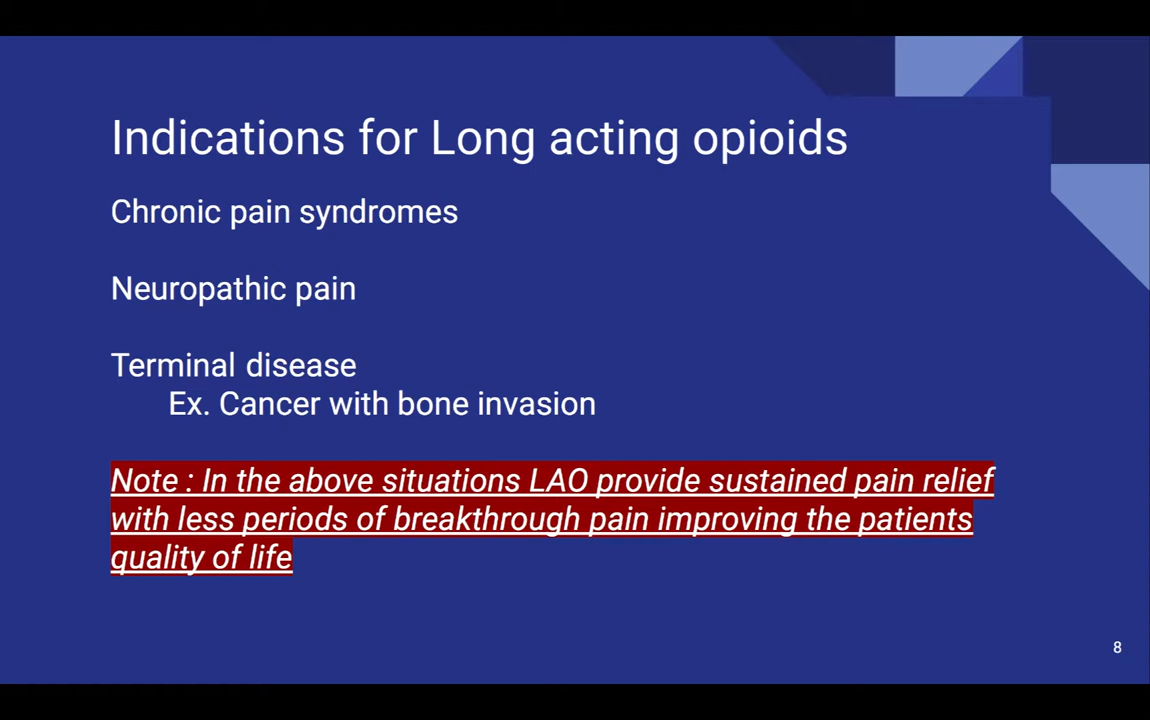 Indications for Long acting opioids
Chronic pain syndromes
Neuropathic pain
Terminal disease
Ex. Cancer with bone invasion
Note : In the above situations LAO provide sustained pain relief
with less periods of breakthrough pain improving the patients
quality of life
8